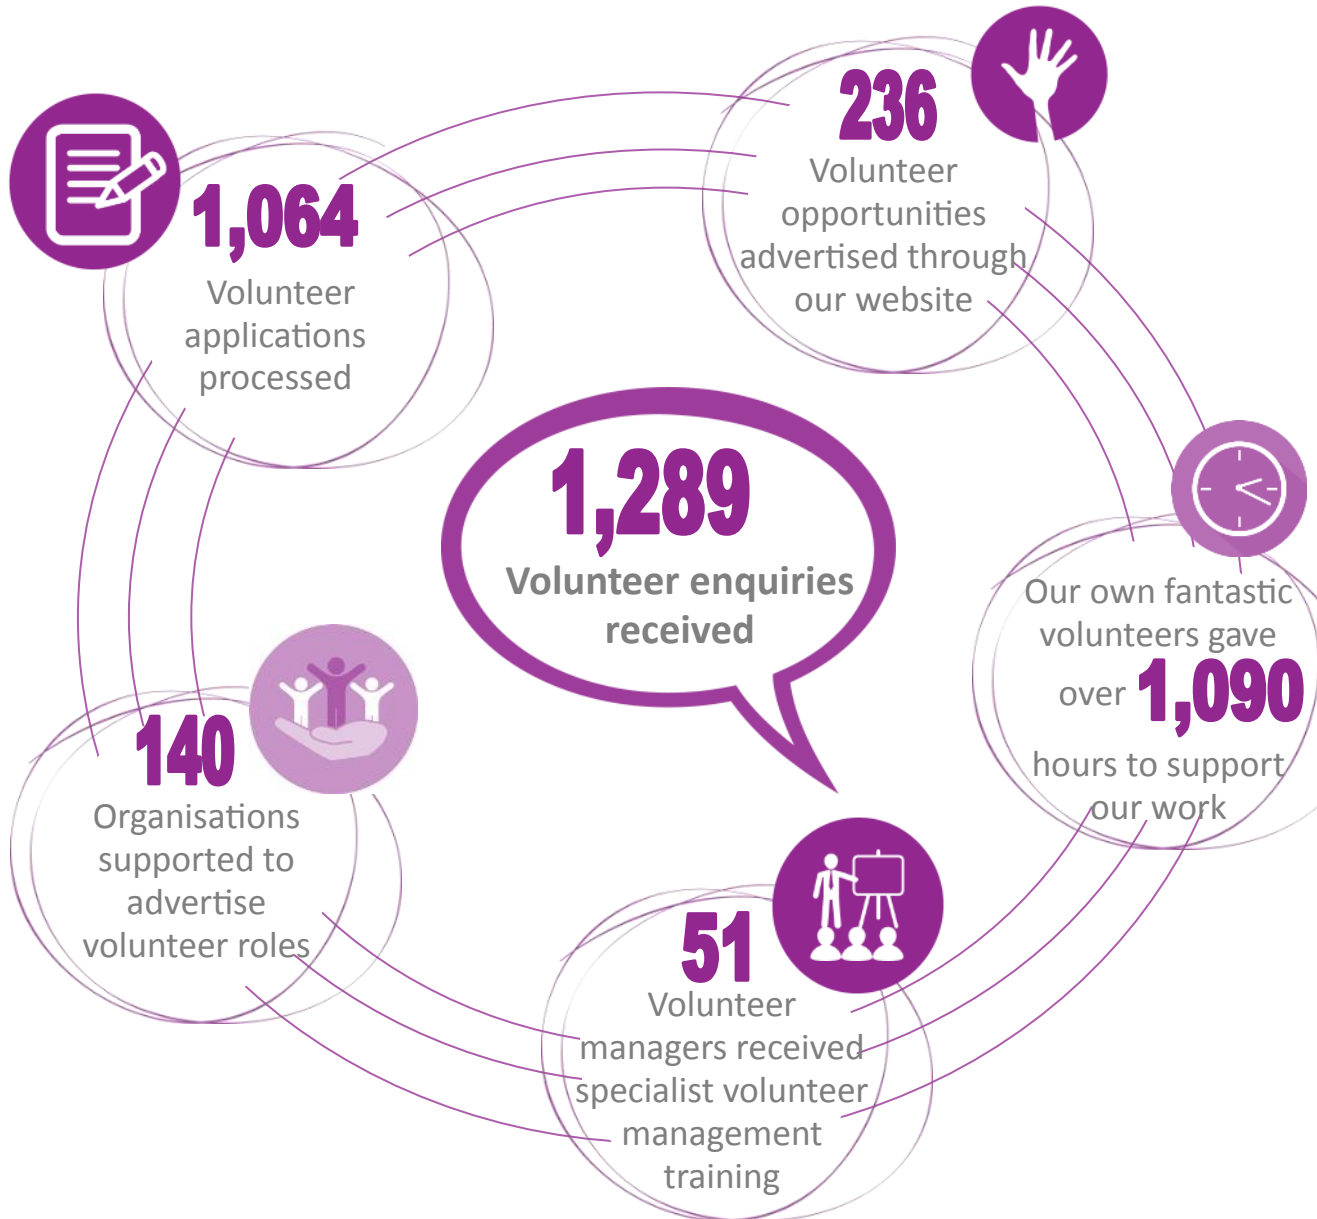 1,064
Volunteer
applications
processed
236
Volunteer
opportunities
advertised through
our website
1,289
Volunteer enquiries
received
Our own fantastic
volunteers gave
over 1,090
hours to support
our work
140
Organisations
supported to
advertise
volunteer roles
51
Volunteer
managers received
specialist volunteer
management
training